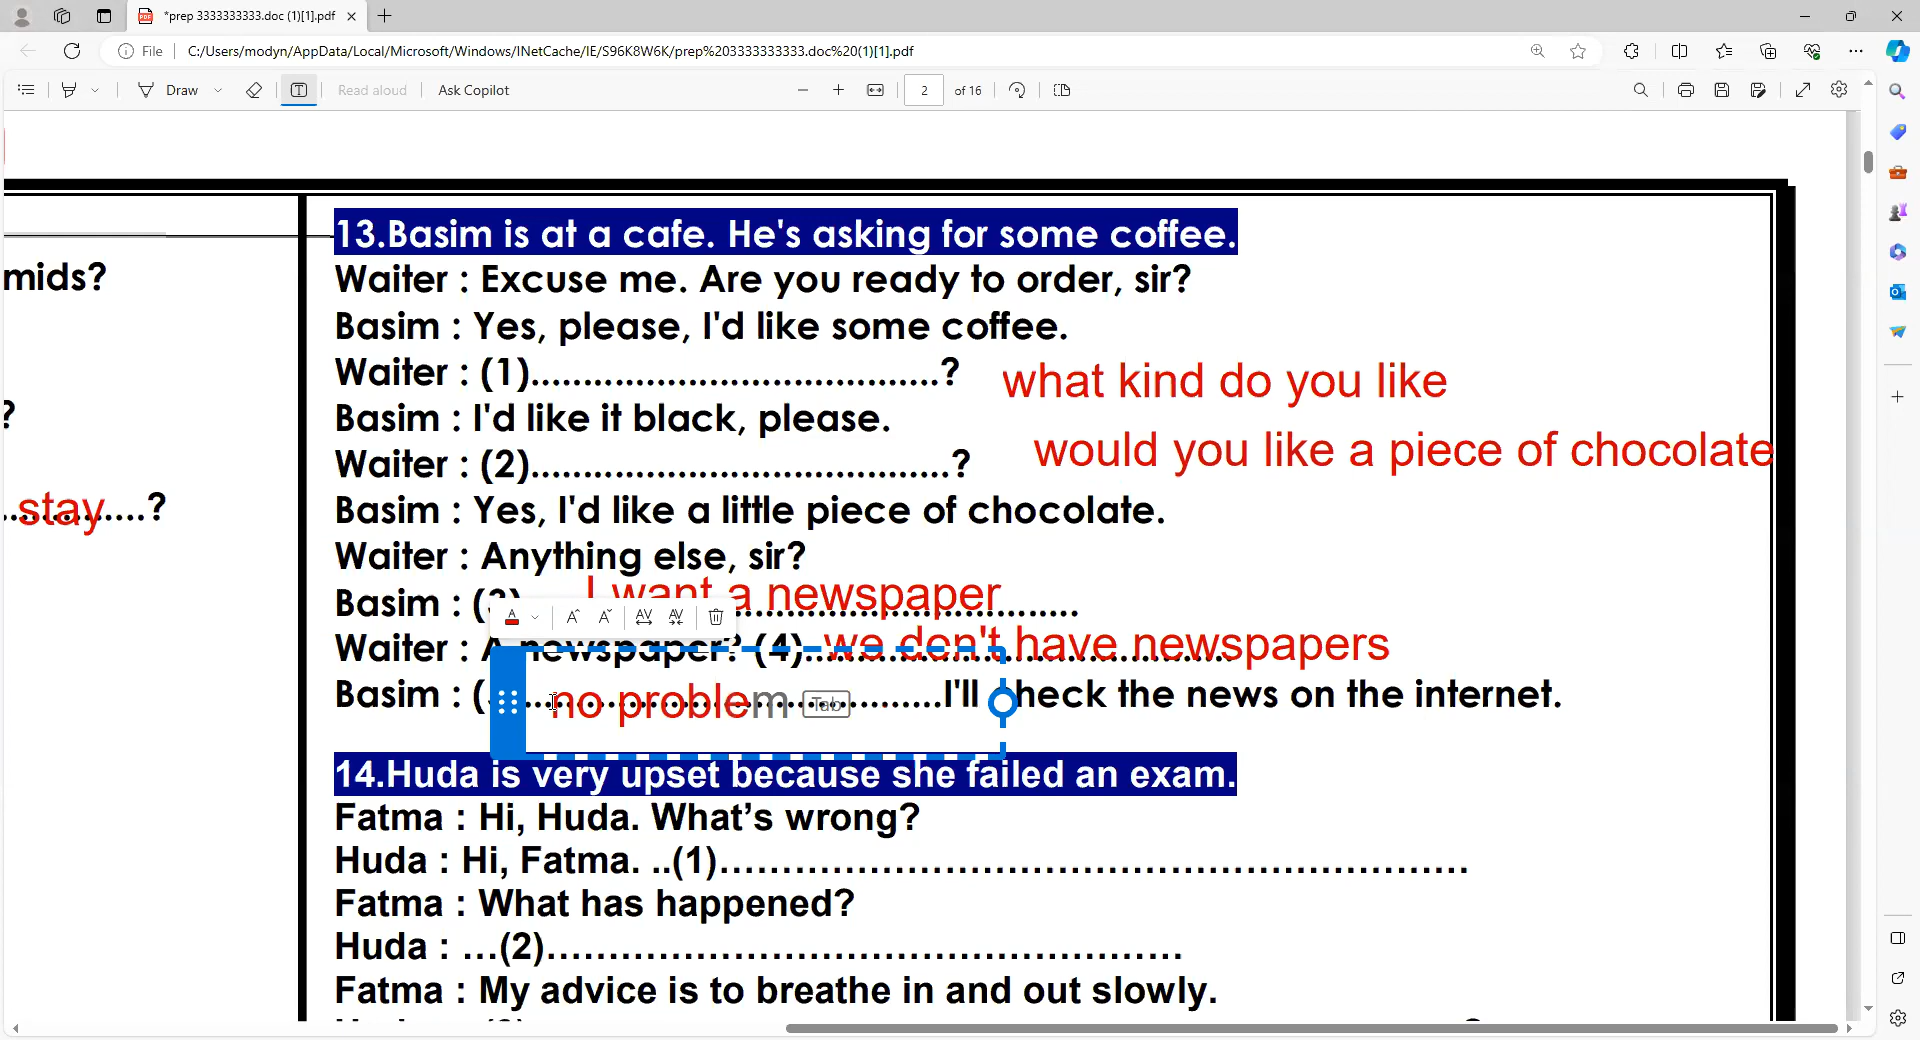 *prep 3333333333.doc (1)[1].pdf
File
C:/Users/modyn/AppData/Local/Microsoft/Windows/INetCache/IE/S96K8W6K/prep%203333333333.doc%20(1)[1].pdf
Draw
Read aloud
Ask Copilot
2
of 16
13.Basim is at a cafe. He's asking for some coffee.
mids?
Waiter : Excuse me. Are you ready to order, sir?
Basim : Yes, please, I'd like some coffee.
Waiter : (1).......................................?
what kind do you like
?
Basim : I'd like it black, please.
Waiter : (2)........................................?
would you like a piece of chocolate
stay....?
Basim : Yes, I'd like a little piece of chocolate.
Waiter : Anything else, sir?
Basim : (3) I want a newspaper
Waiter : A newspaper? (4)...we don't have newspapers
Basim : ( no problem Tab .........I'll check the news on the internet.
14.Huda is very upset because she failed an exam.
Fatma : Hi, Huda. What’s wrong?
Huda : Hi, Fatma. ..(1)………………………………………………………
Fatma : What has happened?
Huda : …(2)………………………………………………
Fatma : My advice is to breathe in and out slowly.